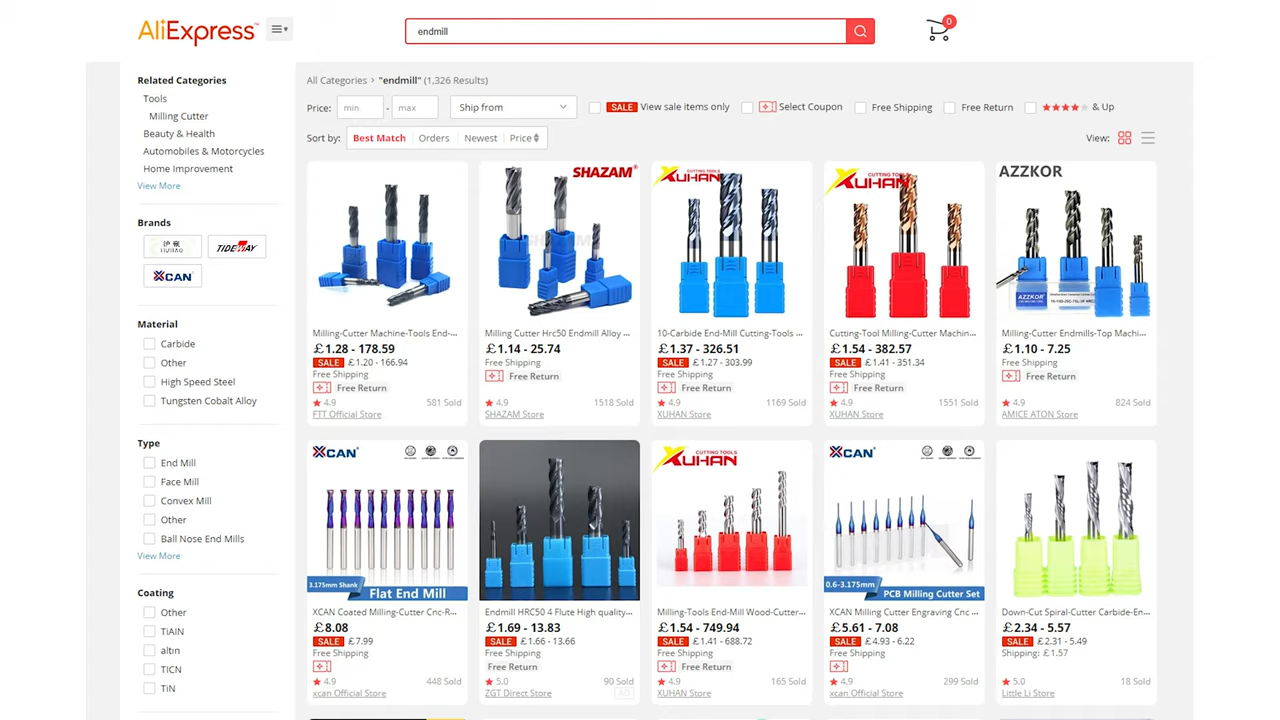 AliExpress™
endmill
0
Related Categories
Tools
Milling Cutter
Beauty & Health
Automobiles & Motorcycles
Home Improvement
View More
Brands
TIDEWAY
XCAN
Material
Carbide
Other
High Speed Steel
Tungsten Cobalt Alloy
Type
End Mill
Face Mill
Convex Mill
Other
Ball Nose End Mills
View More
Coating
Other
TiAlN
altin
TICN
TiN
All Categories > "endmill" (1,326 Results)
Price: min - max Ship from SALE View sale items only Select Coupon Free Shipping Free Return & Up
Sort by: Best Match Orders Newest Price View:
Milling-Cutter Machine-Tools End-...
£1.28 - 178.59
SALE £1.20 - 166.94
Free Shipping
Free Return
4.9 581 Sold
FTT Official Store
SHAZAM
Milling Cutter Hrc50 Endmill Alloy ...
£1.14 - 25.74
Free Shipping
Free Return
4.9 1518 Sold
SHAZAM Store
XUHAN
CUTTING TOOLS
10-Carbide End-Mill Cutting-Tools ...
£1.37 - 326.51
SALE £1.27 - 303.99
Free Shipping
Free Return
4.9 1169 Sold
XUHAN Store
XUHAN
CUTTING TOOLS
Cutting-Tool Milling-Cutter Machin...
£1.54 - 382.57
SALE £1.41 - 351.34
Free Shipping
Free Return
4.9 1551 Sold
XUHAN Store
AZZKOR
AZZKOR
Milling-Cutter Endmills-Top Machi...
£1.10 - 7.25
Free Shipping
Free Return
4.9 824 Sold
AMICE ATON Store
XCAN
3.175mm Shank Flat End Mill
XCAN Coated Milling-Cutter Cnc-R...
£8.08
SALE £7.99
Free Shipping
4.9 448 Sold
xcan Official Store
Endmill HRC50 4 Flute High quality...
£1.69 - 13.83
SALE £1.66 - 13.66
Free Shipping
Free Return
5.0 90 Sold
ZGT Direct Store AD
XUHAN
CUTTING TOOLS
Milling-Tools End-Mill Wood-Cutter...
£1.54 - 749.94
SALE £1.41 - 688.72
Free Shipping
Free Return
4.9 165 Sold
XUHAN Store
XCAN
0.6-3.175mm PCB Milling Cutter Set
XCAN Milling Cutter Engraving Cnc ...
£5.61 - 7.08
SALE £4.93 - 6.22
Free Shipping
4.9 299 Sold
xcan Official Store
Down-Cut Spiral-Cutter Carbide-En...
£2.34 - 5.57
SALE £2.31 - 5.49
Shipping: £1.57
5.0 18 Sold
Little Li Store